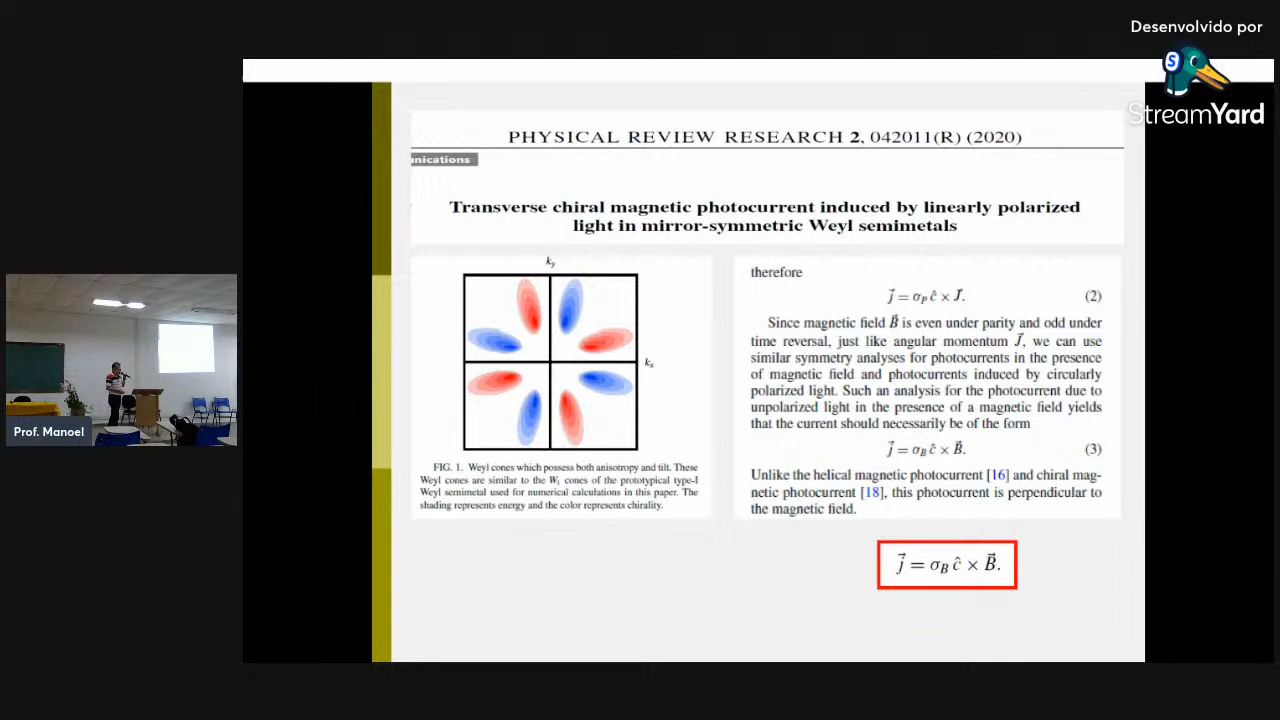 Desenvolvido por
S
StreamYard
PHYSICAL REVIEW RESEARCH 2, 042011(R) (2020)
nications
Transverse chiral magnetic photocurrent induced by linearly polarized
light in mirror-symmetric Weyl semimetals
k_y
k_x
FIG. 1. Weyl cones which possess both anisotropy and tilt. These
Weyl cones are similar to the W₁ cones of the prototypical type-I
Weyl semimetal used for numerical calculations in this paper. The
shading represents energy and the color represents chirality.
therefore
j⃗ = σ_P ĉ × J⃗. (2)
Since magnetic field B⃗ is even under parity and odd under
time reversal, just like angular momentum J⃗, we can use
similar symmetry analyses for photocurrents in the presence
of magnetic field and photocurrents induced by circularly
polarized light. Such an analysis for the photocurrent due to
unpolarized light in the presence of a magnetic field yields
that the current should necessarily be of the form
j⃗ = σ_B ĉ × B⃗. (3)
Unlike the helical magnetic photocurrent [16] and chiral mag-
netic photocurrent [18], this photocurrent is perpendicular to
the magnetic field.
j⃗ = σ_B ĉ × B⃗.
Prof. Manoel